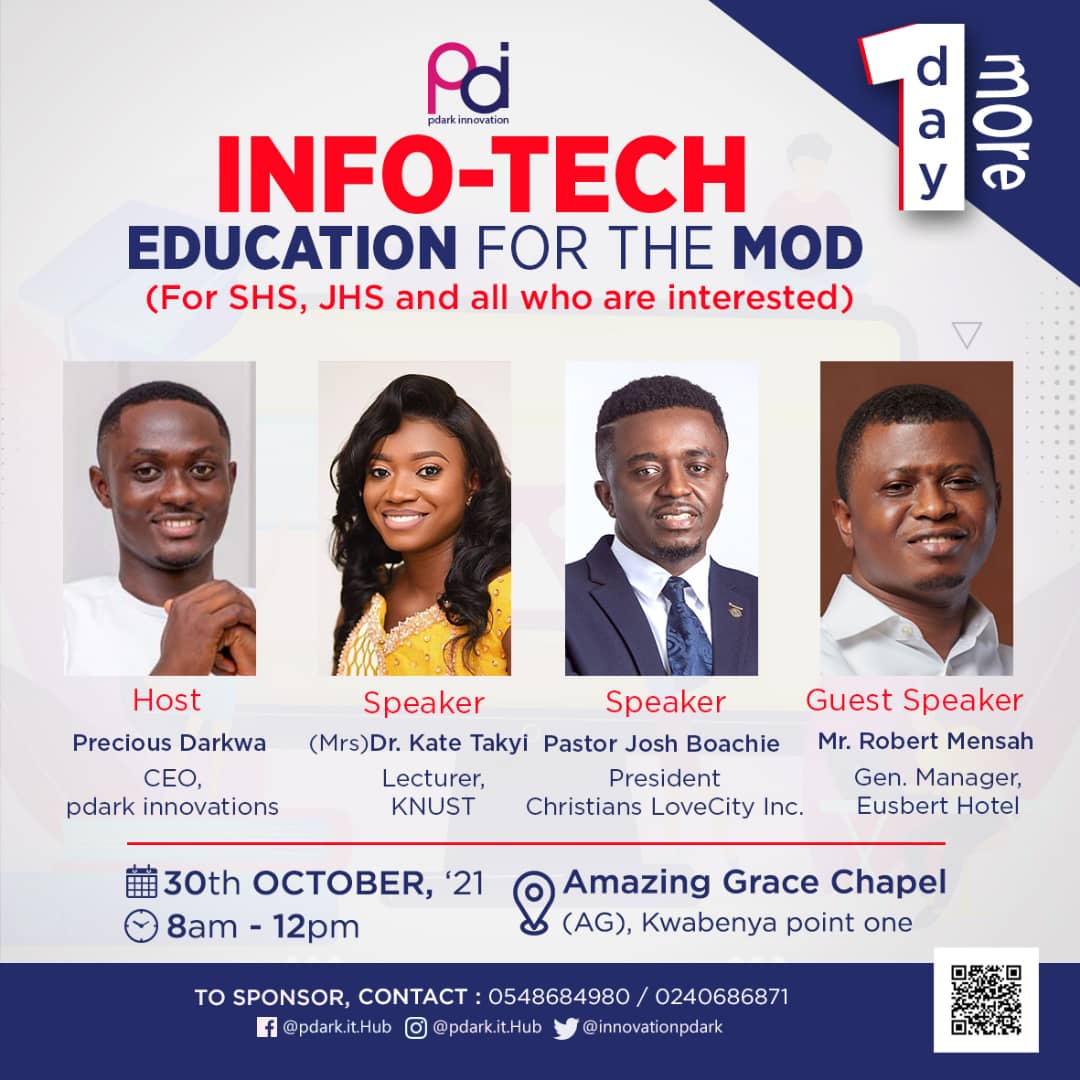 pdi
pdark innovation
1 day more
INFO-TECH
EDUCATION FOR THE MOD
(For SHS, JHS and all who are interested)
Host
Precious Darkwa
CEO,
pdark innovations
Speaker
(Mrs)Dr. Kate Takyi
Lecturer,
KNUST
Speaker
Pastor Josh Boachie
President
Christians LoveCity Inc.
Guest Speaker
Mr. Robert Mensah
Gen. Manager,
Eusbert Hotel
30th OCTOBER, ‘21
8am - 12pm
Amazing Grace Chapel
(AG), Kwabenya point one
TO SPONSOR, CONTACT : 0548684980 / 0240686871
@pdark.it.Hub @pdark.it.Hub @innovationpdark